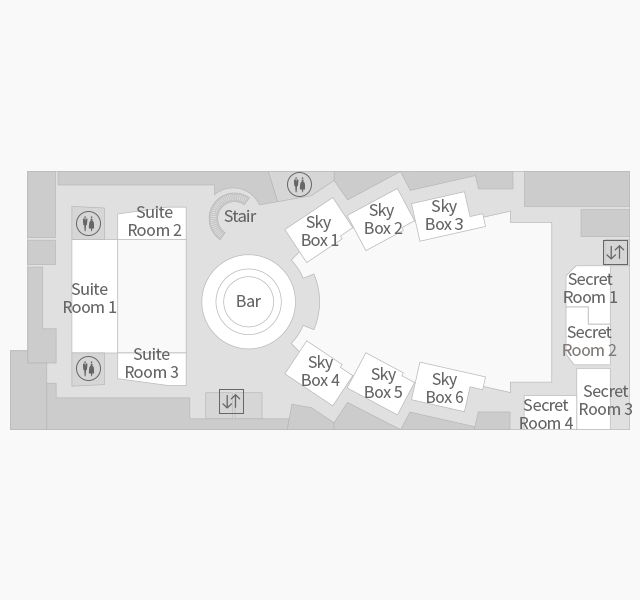 Suite
Room 2
Stair
Sky
Box 1
Sky
Box 2
Sky
Box 3
Suite
Room 1
Bar
Secret
Room 1
Secret
Room 2
Suite
Room 3
Sky
Box 4
Sky
Box 5
Sky
Box 6
Secret
Room 3
Secret
Room 4